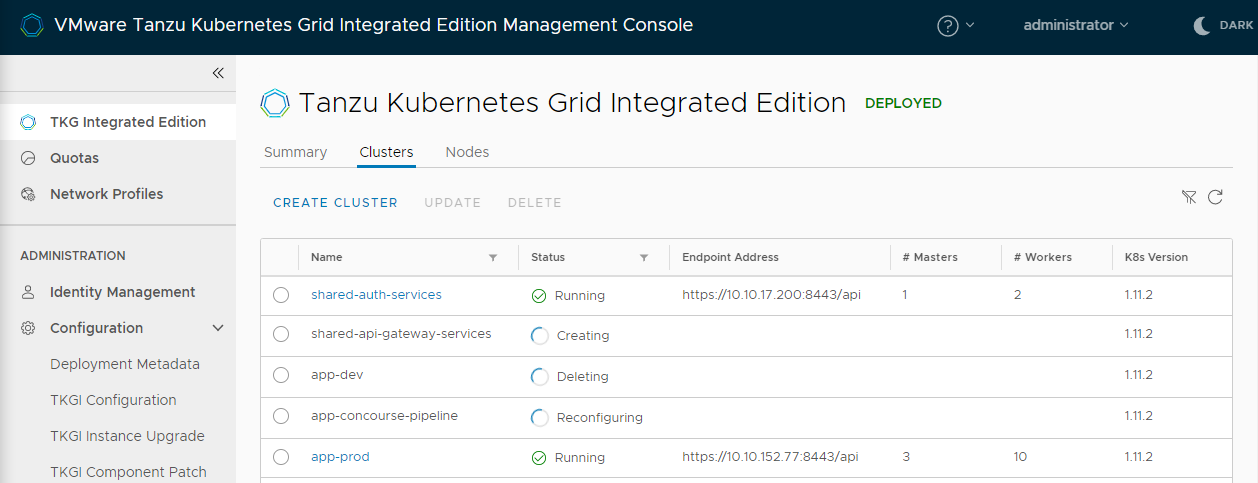 VMware Tanzu Kubernetes Grid Integrated Edition Management Console
? administrator DARK
TKG Integrated Edition
Quotas
Network Profiles
ADMINISTRATION
Identity Management
Configuration
Deployment Metadata
TKGI Configuration
TKGI Instance Upgrade
TKGI Component Patch
Tanzu Kubernetes Grid Integrated Edition DEPLOYED
Summary Clusters Nodes
CREATE CLUSTER UPDATE DELETE
Name Status Endpoint Address # Masters # Workers K8s Version
shared-auth-services Running https://10.10.17.200:8443/api 1 2 1.11.2
shared-api-gateway-services Creating 1.11.2
app-dev Deleting 1.11.2
app-concourse-pipeline Reconfiguring 1.11.2
app-prod Running https://10.10.152.77:8443/api 3 10 1.11.2